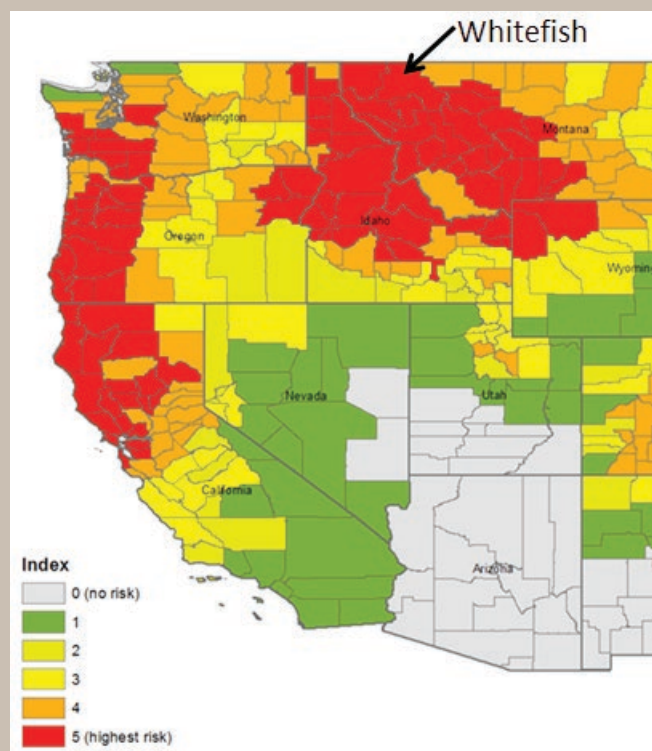 Whitefish
Washington
Montana
Idaho
Oregon
Wyoming
Nevada
Utah
California
Arizona
Index
0 (no risk)
1
2
3
4
5 (highest risk)